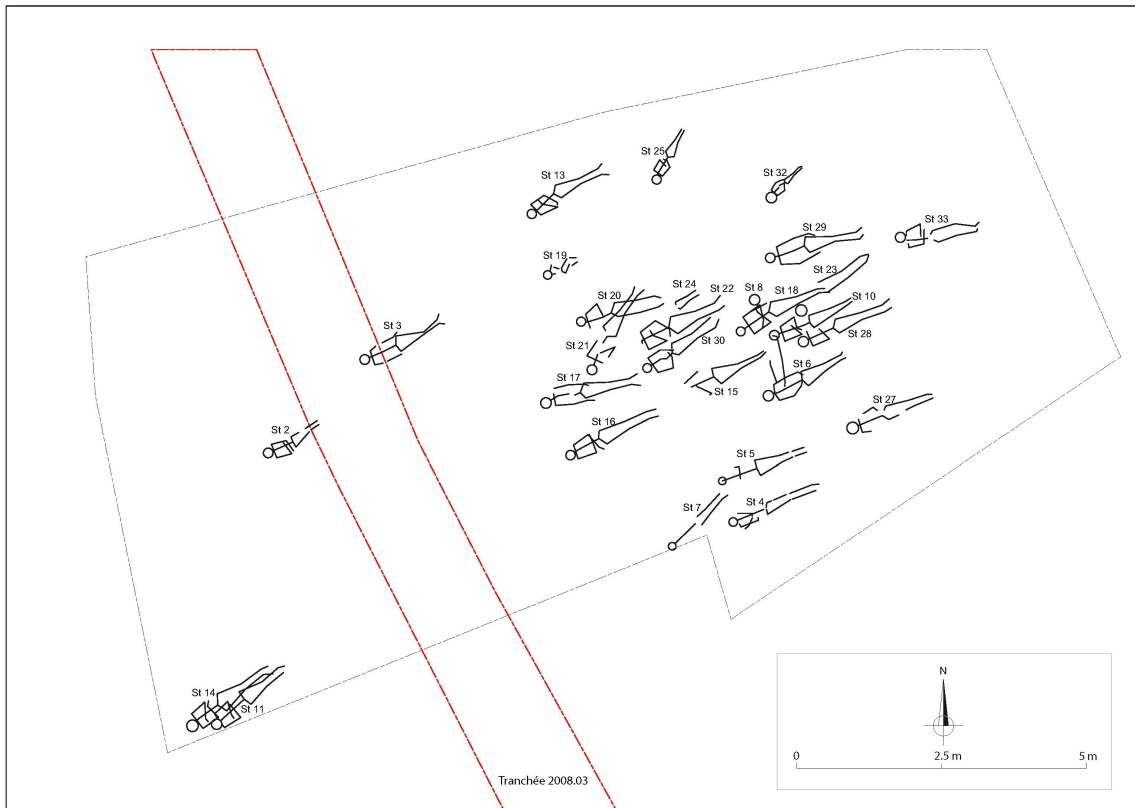 St 25
St 13
St 32
St 33
St 29
St 19
St 23
St 24
St 22
St 8
St 18
St 20
St 10
St 3
St 28
St 30
St 21
St 6
St 17
St 15
St 27
St 16
St 2
St 5
St 7
St 4
St 14
St 11
N
0
2.5 m
5 m
Tranchée 2008.03